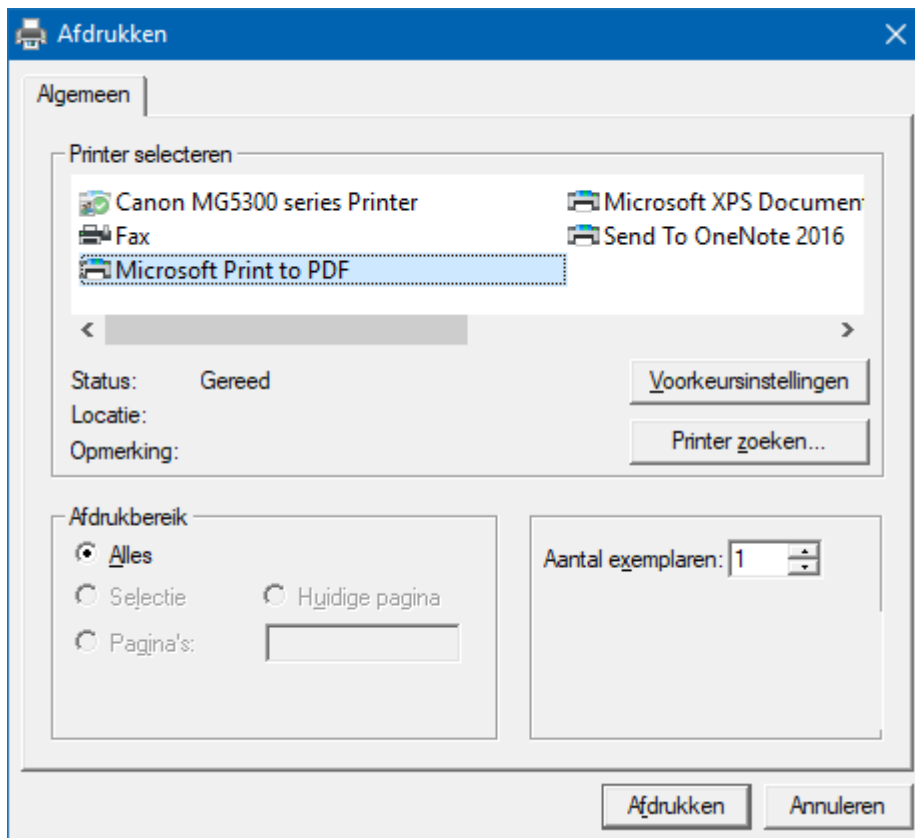 Afdrukken
Algemeen
Printer selecteren
Canon MG5300 series Printer
Fax
Microsoft Print to PDF
Microsoft XPS Documen
Send To OneNote 2016
Status: Gereed
Voorkeursinstellingen
Locatie:
Opmerking:
Printer zoeken...
Afdrukbereik
Alles
Selectie Huidige pagina
Pagina's:
Aantal exemplaren: 1
Afdrukken Annuleren